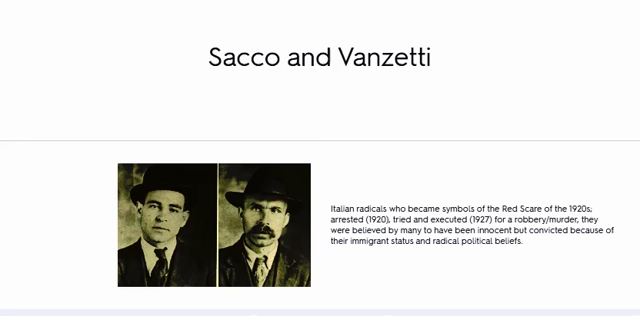 Sacco and Vanzetti
Italian radicals who became symbols of the Red Scare of the 1920s;
arrested (1920), tried and executed (1927) for a robbery/murder, they
were believed by many to have been innocent but convicted because of
their immigrant status and radical political beliefs.